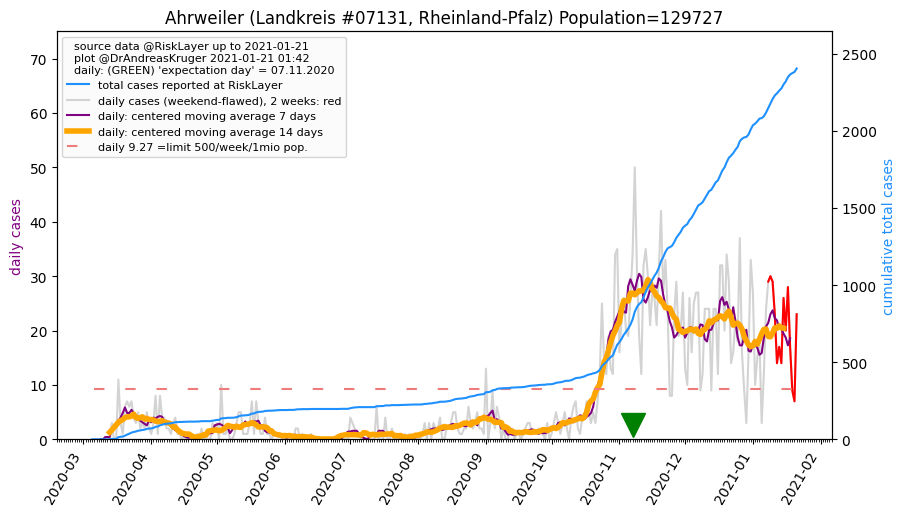 Ahrweiler (Landkreis #07131, Rheinland-Pfalz) Population=129727
source data @RiskLayer up to 2021-01-21
plot @DrAndreasKruger 2021-01-21 01:42
daily: (GREEN) 'expectation day' = 07.11.2020
total cases reported at RiskLayer
daily cases (weekend-flawed), 2 weeks: red
daily: centered moving average 7 days
daily: centered moving average 14 days
daily 9.27 =limit 500/week/1mio pop.
daily cases
70
60
50
40
30
20
10
0
2500
2000
1500
1000
500
0
cumulative total cases
2020-03
2020-04
2020-05
2020-06
2020-07
2020-08
2020-09
2020-10
2020-11
2020-12
2021-01
2021-02